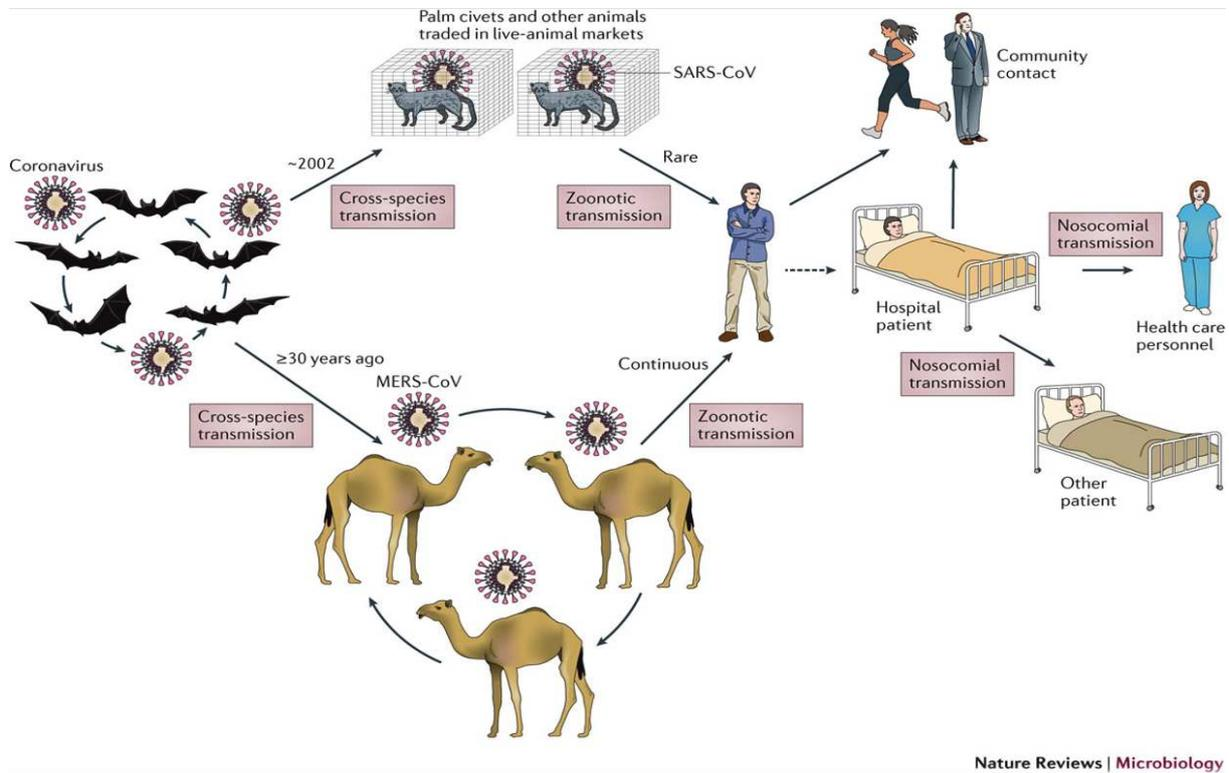 Palm civets and other animals
traded in live-animal markets
SARS-CoV
Community
contact
Coronavirus
~2002
Cross-species
transmission
Zoonotic
transmission
Rare
Nosocomial
transmission
Hospital
patient
Health care
personnel
≥30 years ago
MERS-CoV
Continuous
Nosocomial
transmission
Cross-species
transmission
Zoonotic
transmission
Other
patient
Nature Reviews | Microbiology